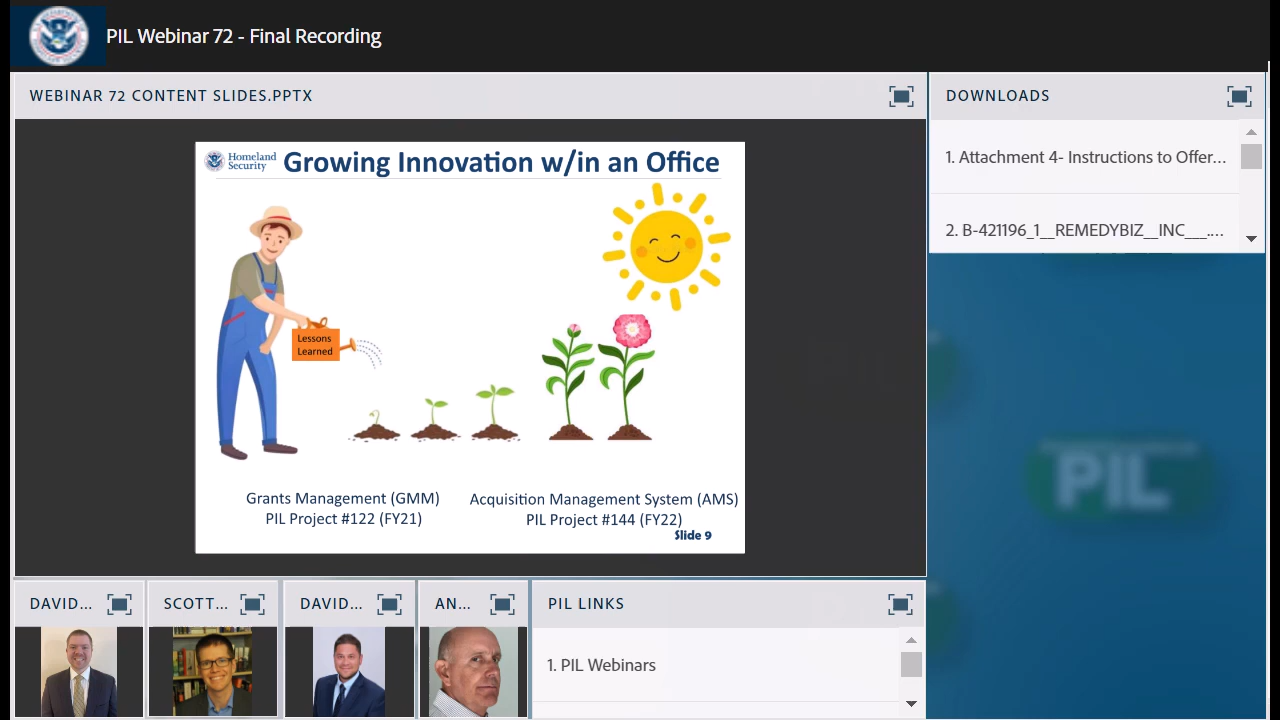 PIL Webinar 72 - Final Recording
WEBINAR 72 CONTENT SLIDES.PPTX
DOWNLOADS
1. Attachment 4- Instructions to Offer...
2. B-421196_1__REMEDYBIZ__INC___....
Homeland
Security
Growing Innovation w/in an Office
Lessons
Learned
Grants Management (GMM)
PIL Project #122 (FY21)
Acquisition Management System (AMS)
PIL Project #144 (FY22)
Slide 9
PIL
DAVID...
SCOTT...
DAVID...
AN...
PIL LINKS
1. PIL Webinars